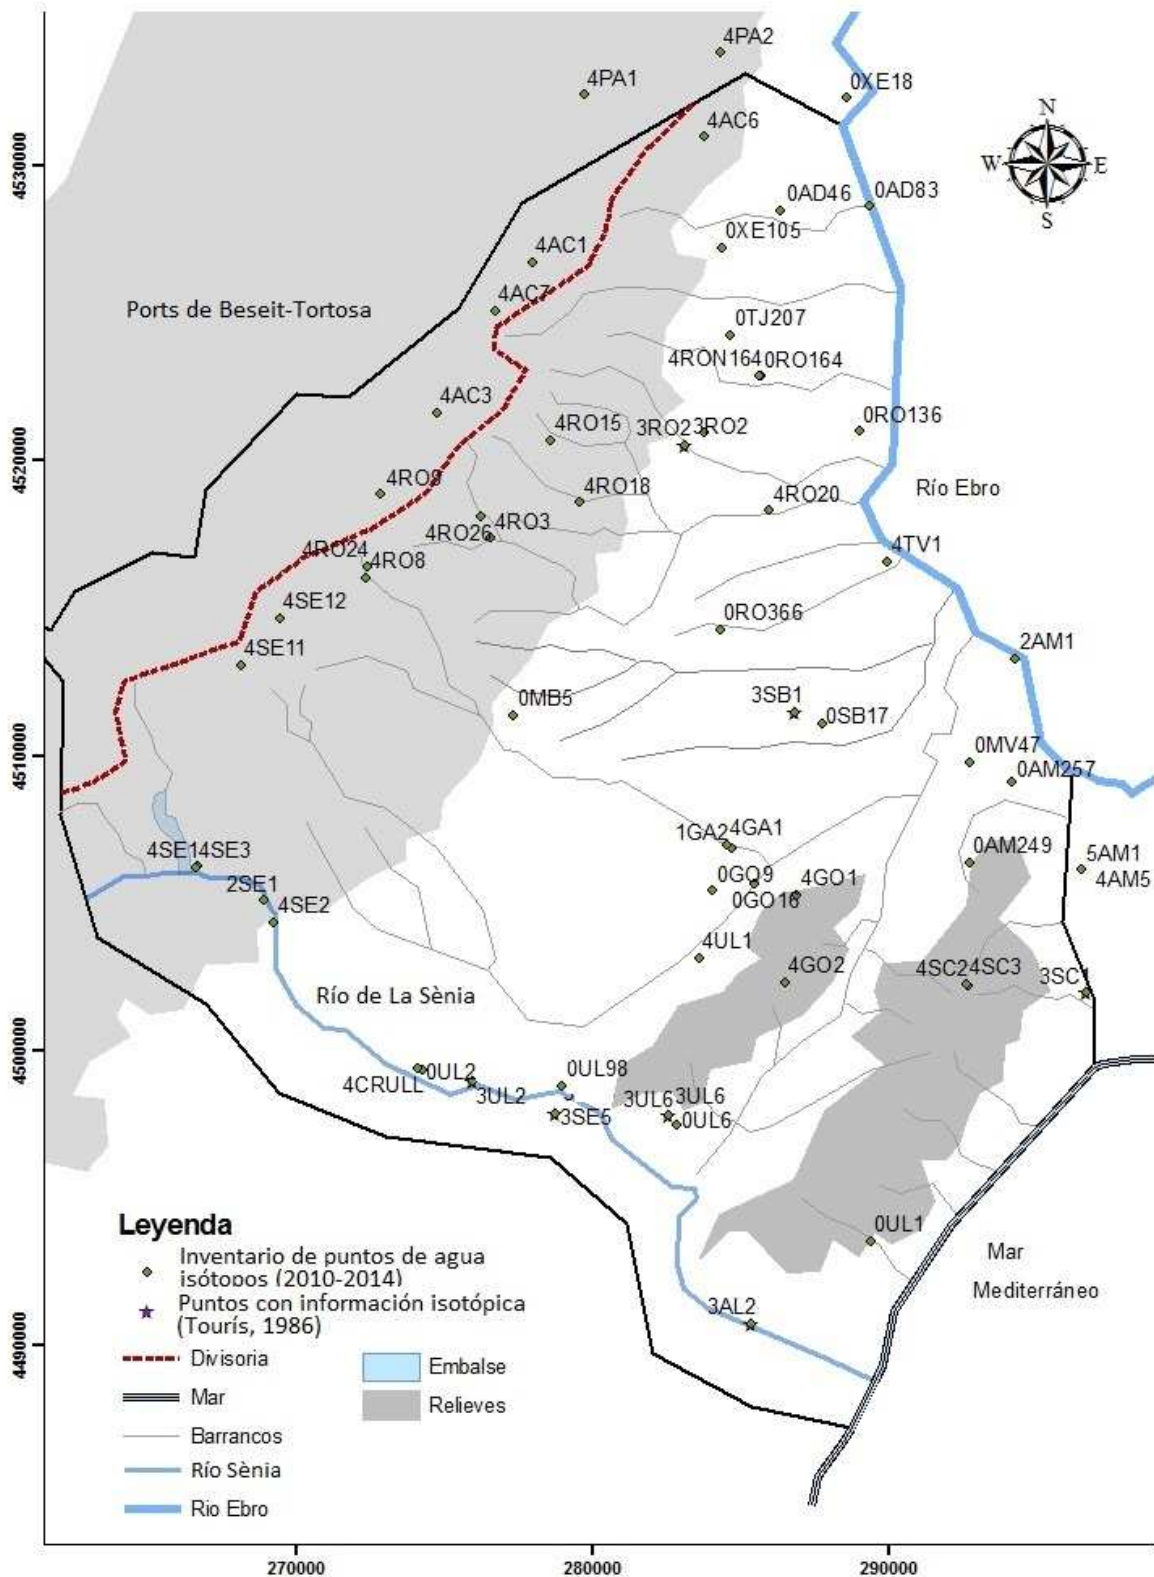 4PA2
4PA1
0XE18
4AC6
N
W
E
S
4530000
0AD46
0AD83
0XE105
4AC1
4AC7
Ports de Beseit-Tortosa
0TJ207
4RON164
0RO164
4AC3
4RO15
3RO2
3RO2
0RO136
4520000
4RO9
4RO18
4RO20
Río Ebro
4RO26
4RO3
4RO24
4RO8
4TV1
4SE12
0RO366
4SE11
2AM1
0MB5
3SB1
0SB17
4510000
0MV47
0AM257
1GA2
4GA1
4SE1
4SE3
0AM249
5AM1
4AM5
2SE1
0GO9
4GO1
0GO16
4SE2
4UL1
4GO2
4SC2
4SC3
3SC1
Río de La Sènia
4500000
0UL2
0UL98
4CRULL
3UL2
3UL6
3UL6
3SE5
0UL6
Leyenda
Inventario de puntos de agua
isótopos (2010-2014)
Puntos con información isotópica
(Tourís, 1986)
Divisoria
Mar
Barrancos
Río Sènia
Rio Ebro
Embalse
Relieves
0UL1
Mar
Mediterráneo
3AL2
4490000
270000
280000
290000